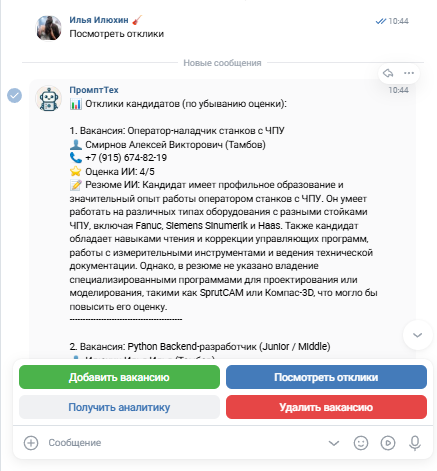 Илья Илюхин
10:44
Посмотреть отклики
Новые сообщения
ПромптТех
10:44
Отклики кандидатов (по убыванию оценки):
1. Вакансия: Оператор-наладчик станков с ЧПУ
Смирнов Алексей Викторович (Тамбов)
+7 (915) 674-82-19
Оценка ИИ: 4/5
Резюме ИИ: Кандидат имеет профильное образование и
значительный опыт работы оператором станков с ЧПУ. Он умеет
работать на различных типах оборудования с разными стойками
ЧПУ, включая Fanuc, Siemens Sinumerik и Haas. Также кандидат
обладает навыками чтения и коррекции управляющих программ,
работы с измерительными инструментами и ведения технической
документации. Однако, в резюме не указано владение
специализированными программами для проектирования или
моделирования, такими как SprutCAM или Компас-3D, что могло бы
повысить его оценку.
----------------------------------------
2. Вакансия: Python Backend-разработчик (Junior / Middle)
Добавить вакансию
Посмотреть отклики
Получить аналитику
Удалить вакансию
Сообщение